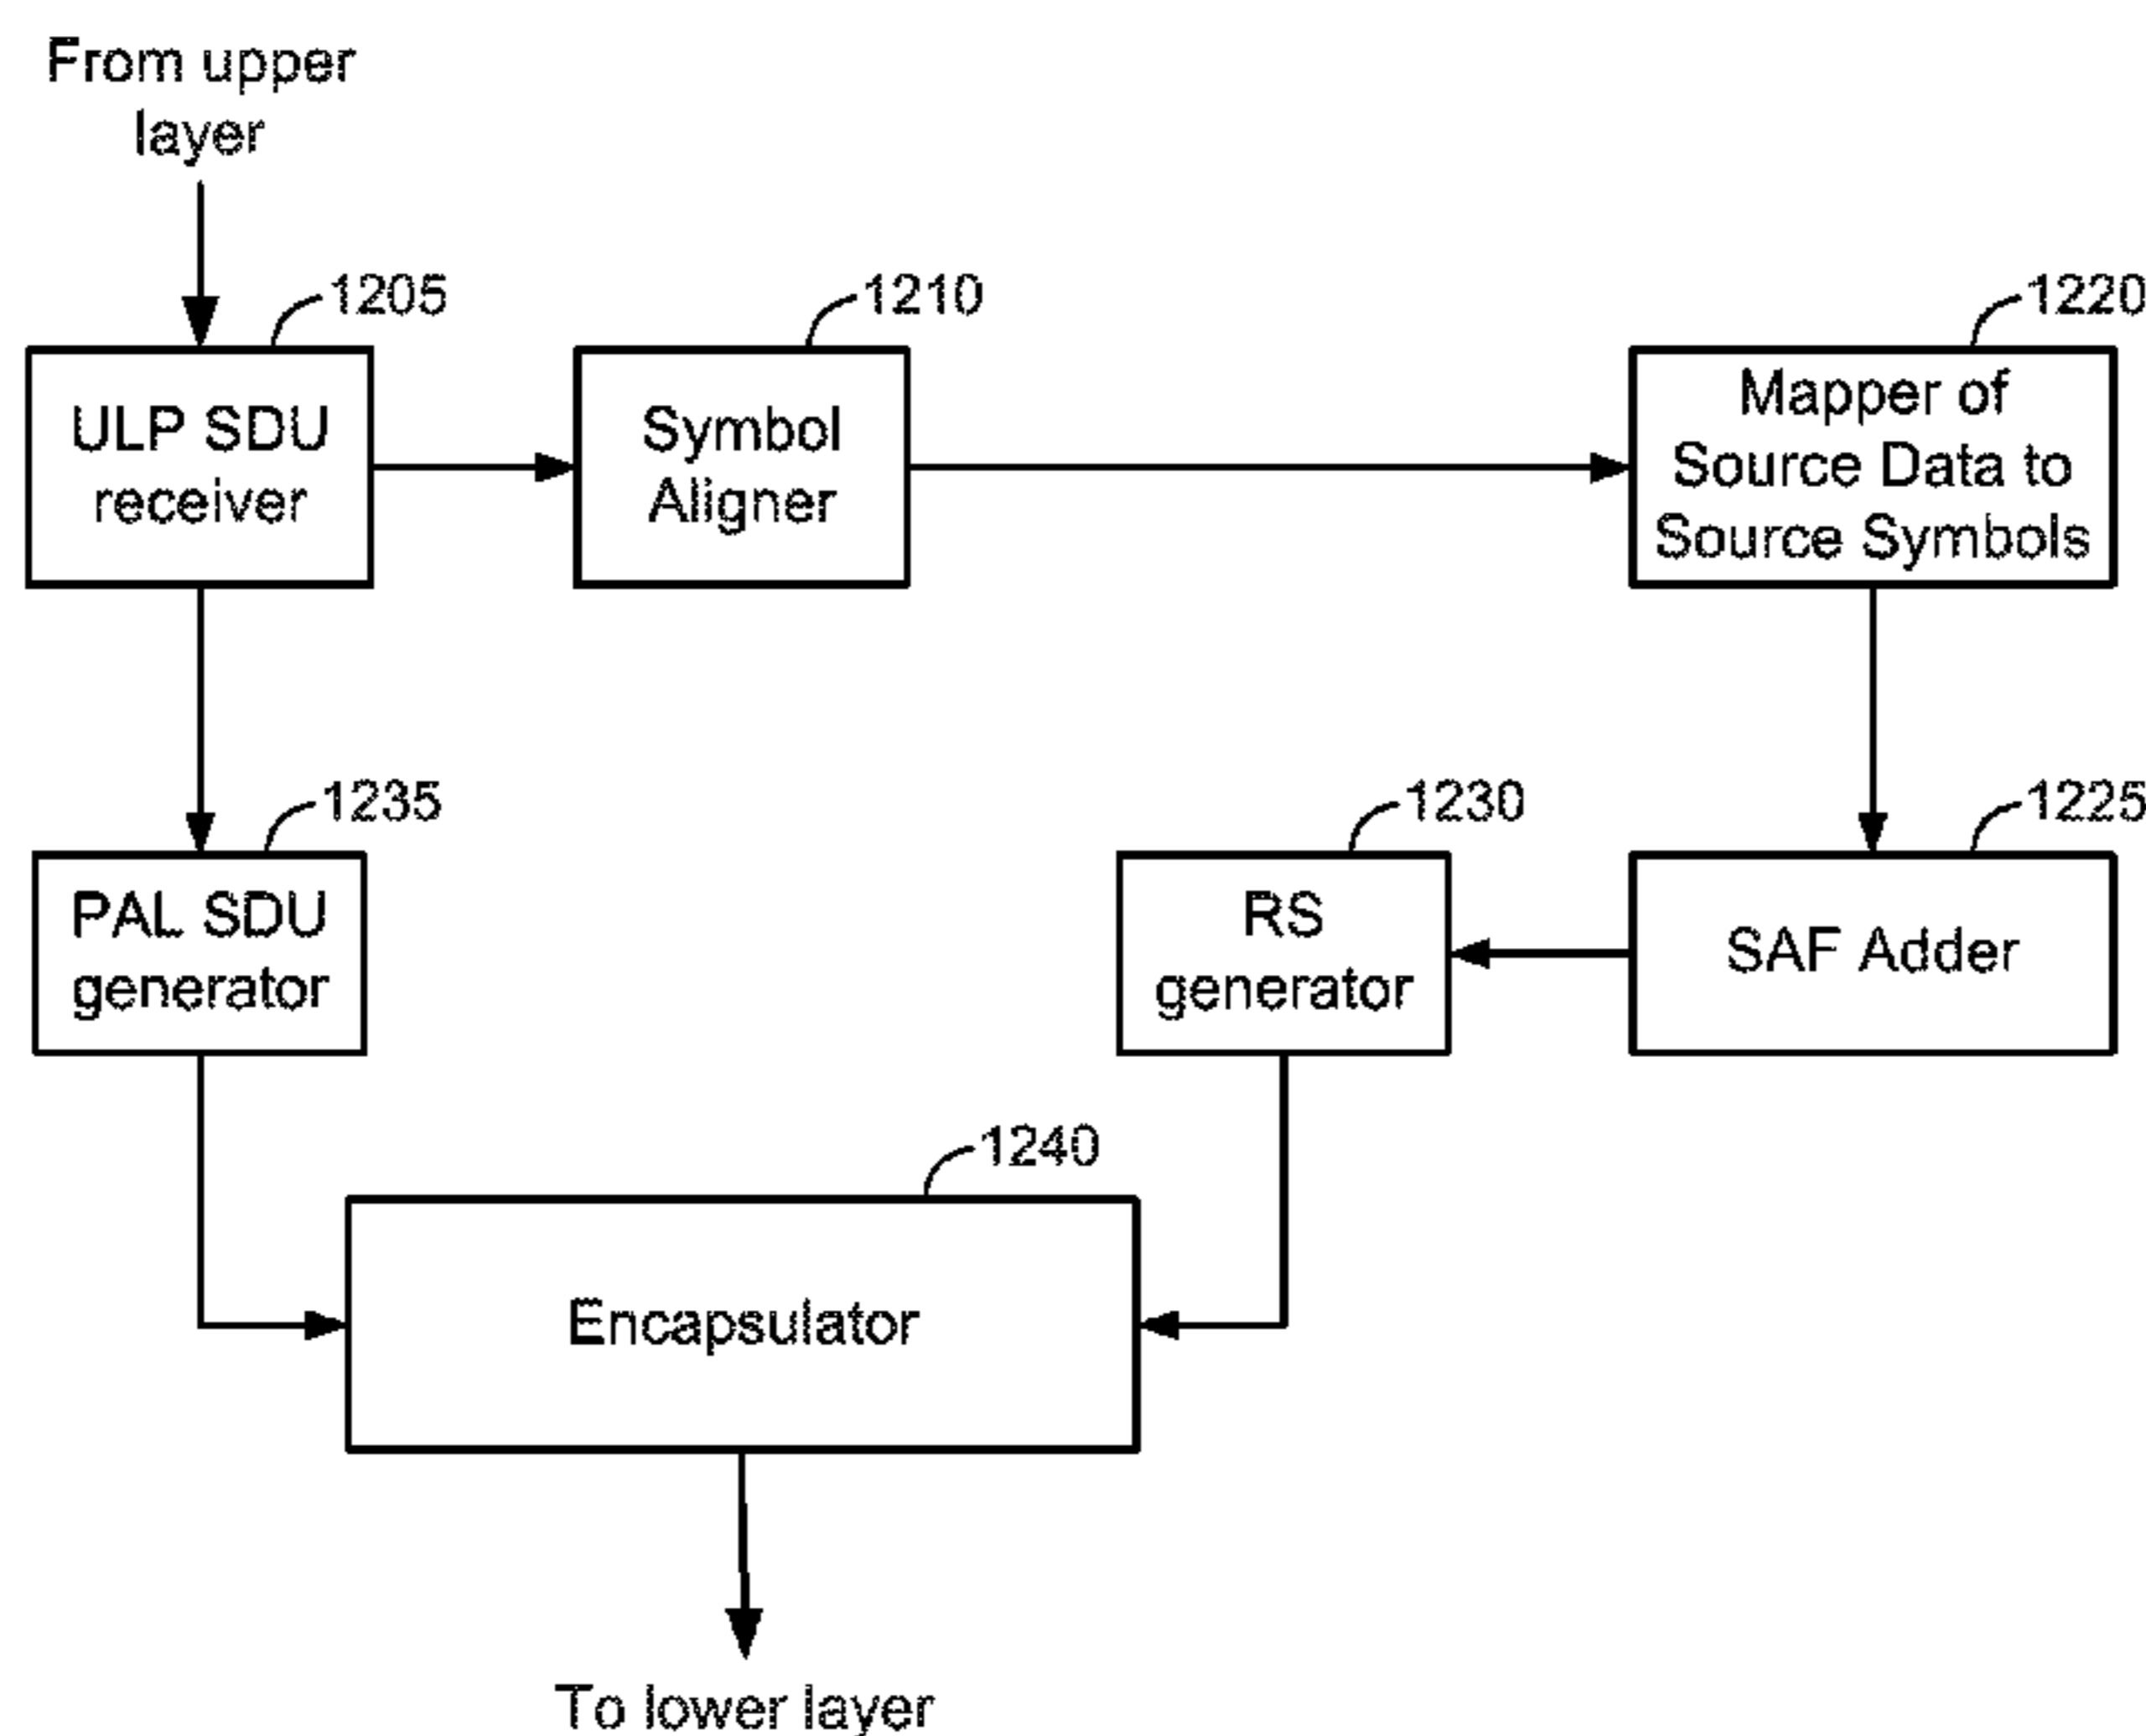 From upper
layer
1205
1210
1220
ULP SDU
receiver
Symbol
Aligner
Mapper of
Source Data to
Source Symbols
1235
1230
1225
PAL SDU
generator
RS
generator
SAF Adder
1240
Encapsulator
To lower layer